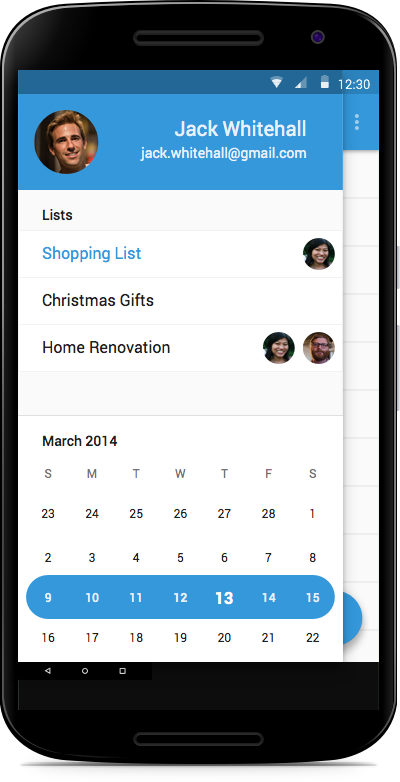 12:30
Jack Whitehall
jack.whitehall@gmail.com
Lists
Shopping List
Christmas Gifts
Home Renovation
March 2014
S M T W T F S
23 24 25 26 27 28 1
2 3 4 5 6 7 8
9 10 11 12 13 14 15
16 17 18 19 20 21 22